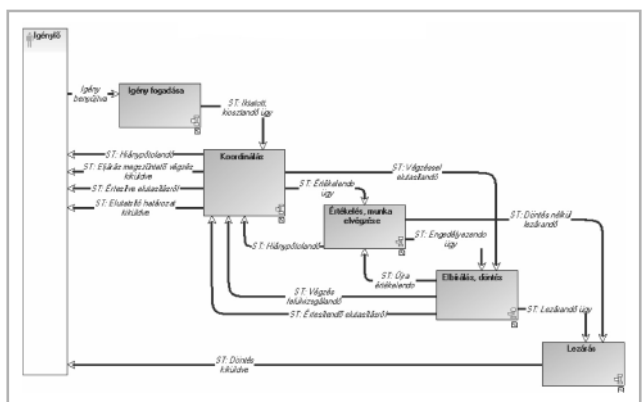 Igénylő
Igény
benyújtva
Igény fogadása
ST: Iktatott,
kiosztandó ügy
Koordinálás
ST: Hiánypótolandó
ST: Eljárás megszüntető végzés
kiküldve
ST: Értesítve elutasításról
ST: Elutasító határozat
kiküldve
ST: Végzéssel
elutasítandó
ST: Értékelendő
ügy
Értékelés, munka
elvégzése
ST: Döntés nélkül
lezárandó
ST: Hiánypótolandó
ST: Engedélyezendő
ügy
ST: Újra
értékelendő
Elbírálás, döntés
ST: Végzés
felülvizsgálandó
ST: Értesítendő elutasításról
ST: Lezárandó ügy
Lezárás
ST: Döntés
kiküldve